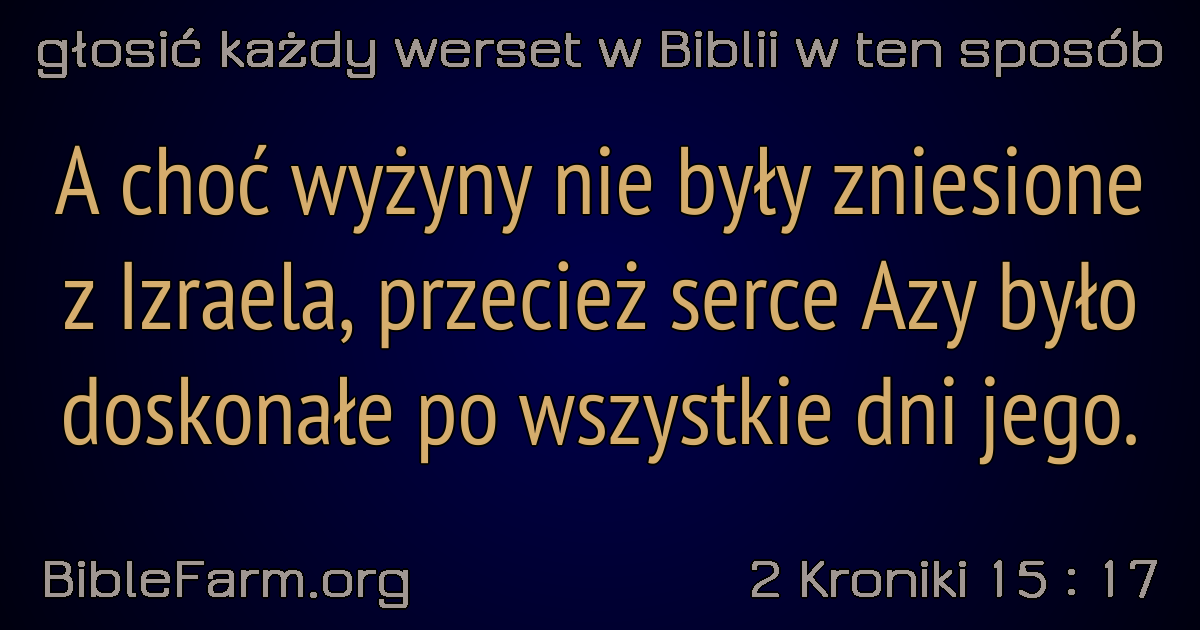 głosić każdy werset w Biblii w ten sposób
A choć wyżyny nie były zniesione
z Izraela, przecież serce Azy było
doskonałe po wszystkie dni jego.
BibleFarm.org
2 Kroniki 15 : 17